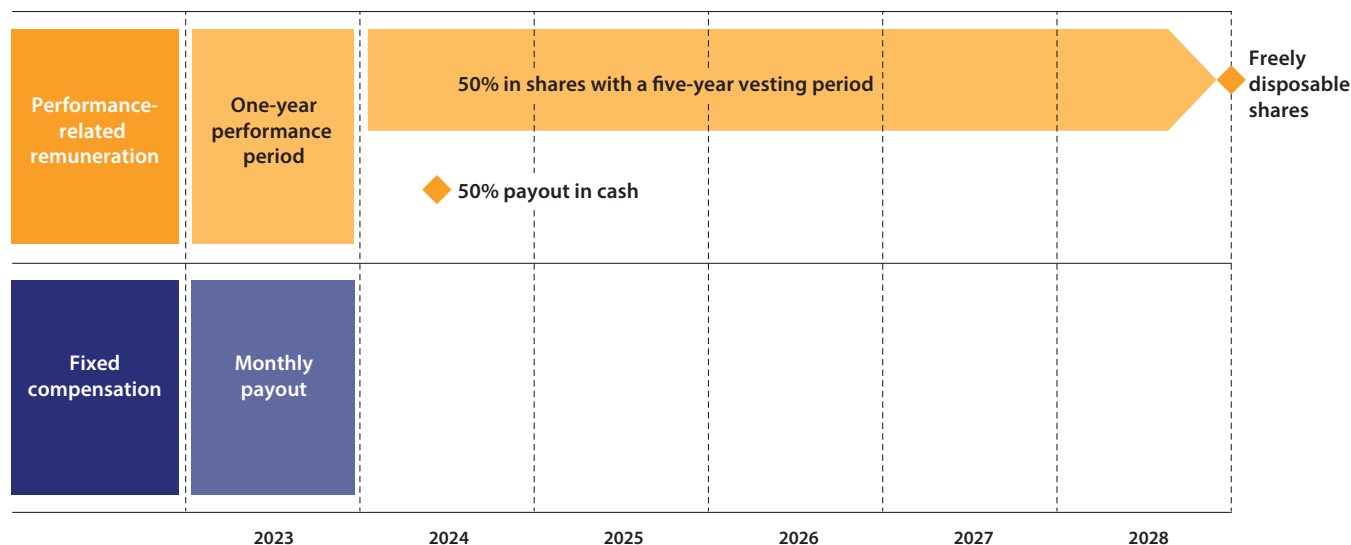 Performance-
related
remuneration
One-year
performance
period
50% in shares with a five-year vesting period
Freely
disposable
shares
50% payout in cash
Fixed
compensation
Monthly
payout
2023 2024 2025 2026 2027 2028